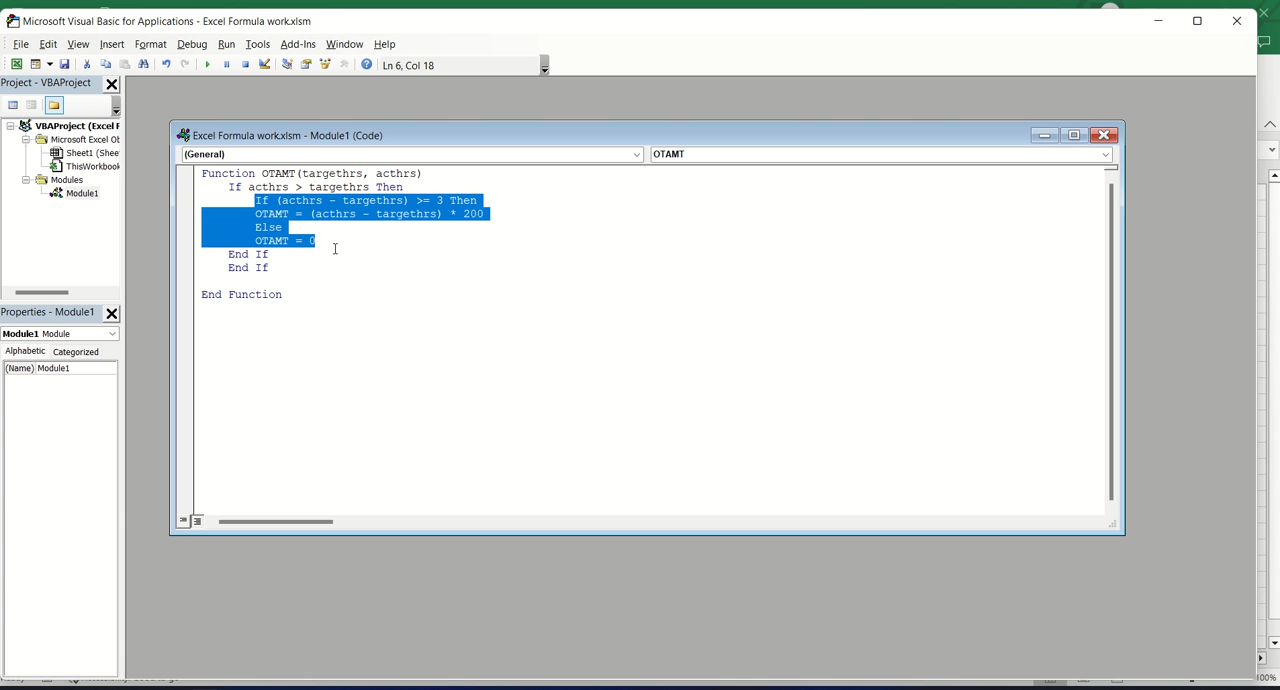 Microsoft Visual Basic for Applications - Excel Formula work.xlsm
File Edit View Insert Format Debug Run Tools Add-Ins Window Help
Ln 6, Col 18
Project - VBAProject
VBAProject (Excel F
Microsoft Excel Ob
Sheet1 (Shee
ThisWorkbook
Modules
Module1
Properties - Module1
Module1 Module
Alphabetic Categorized
(Name) Module1
Excel Formula work.xlsm - Module1 (Code)
(General) OTAMT
Function OTAMT(targethrs, acthrs)
If acthrs > targethrs Then
If (acthrs - targethrs) >= 3 Then
OTAMT = (acthrs - targethrs) * 200
Else
OTAMT = 0
End If
End If
End Function
100%